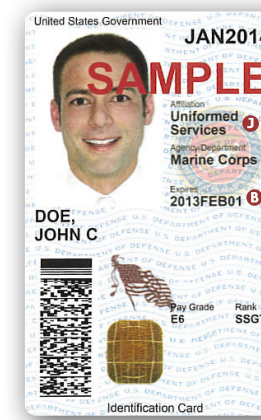 United States Government
JAN2014
SAMPLE
Affiliation
Uniformed
Services J
Agency/Department
Marine Corps
Expires
2013FEB01 B
DOE,
JOHN C
Pay Grade Rank
E6 SSGT
Identification Card